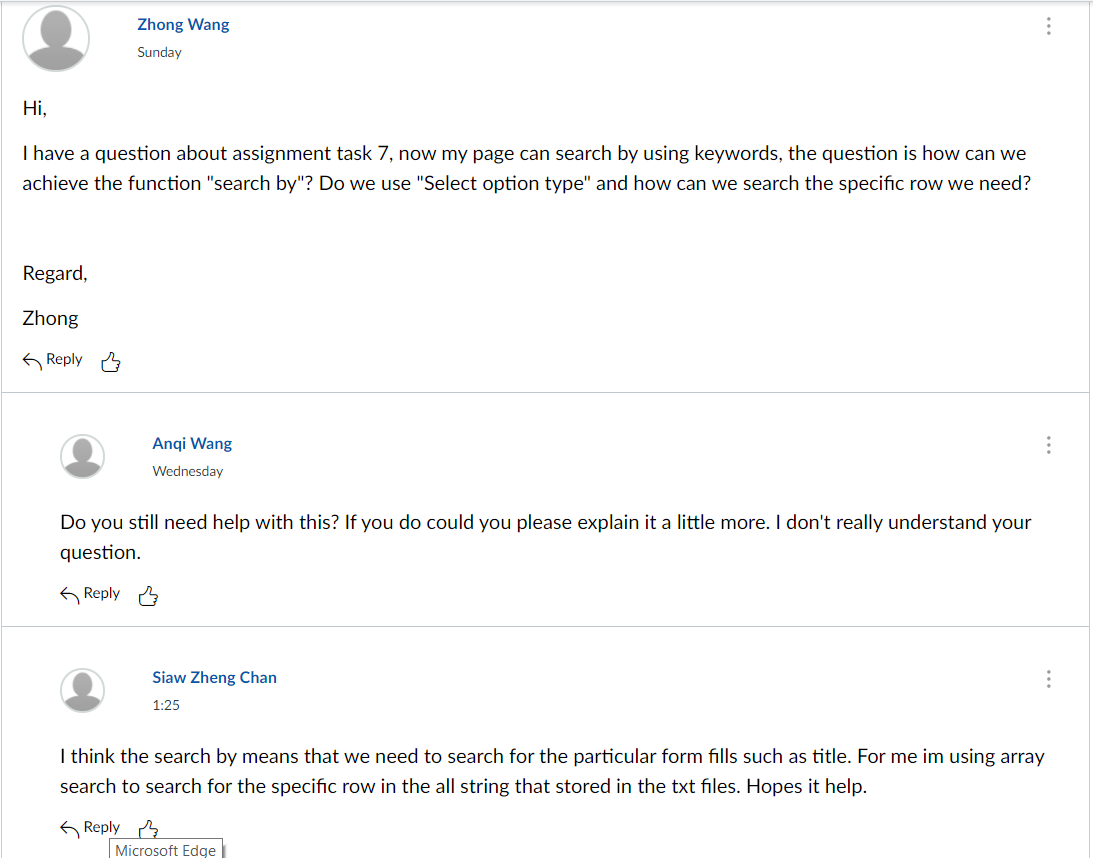 Zhong Wang
Sunday
Hi,
I have a question about assignment task 7, now my page can search by using keywords, the question is how can we
achieve the function "search by"? Do we use "Select option type" and how can we search the specific row we need?
Regard,
Zhong
Reply
Anqi Wang
Wednesday
Do you still need help with this? If you do could you please explain it a little more. I don't really understand your
question.
Reply
Siaw Zheng Chan
1:25
I think the search by means that we need to search for the particular form fills such as title. For me im using array
search to search for the specific row in the all string that stored in the txt files. Hopes it help.
Reply
Microsoft Edge